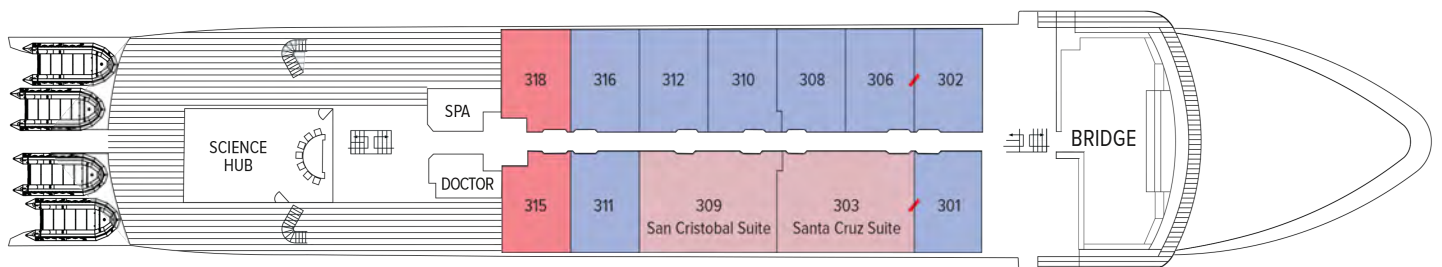 318
316
312
310
308
306
302
SPA
SCIENCE
HUB
BRIDGE
DOCTOR
315
311
309
San Cristobal Suite
303
Santa Cruz Suite
301